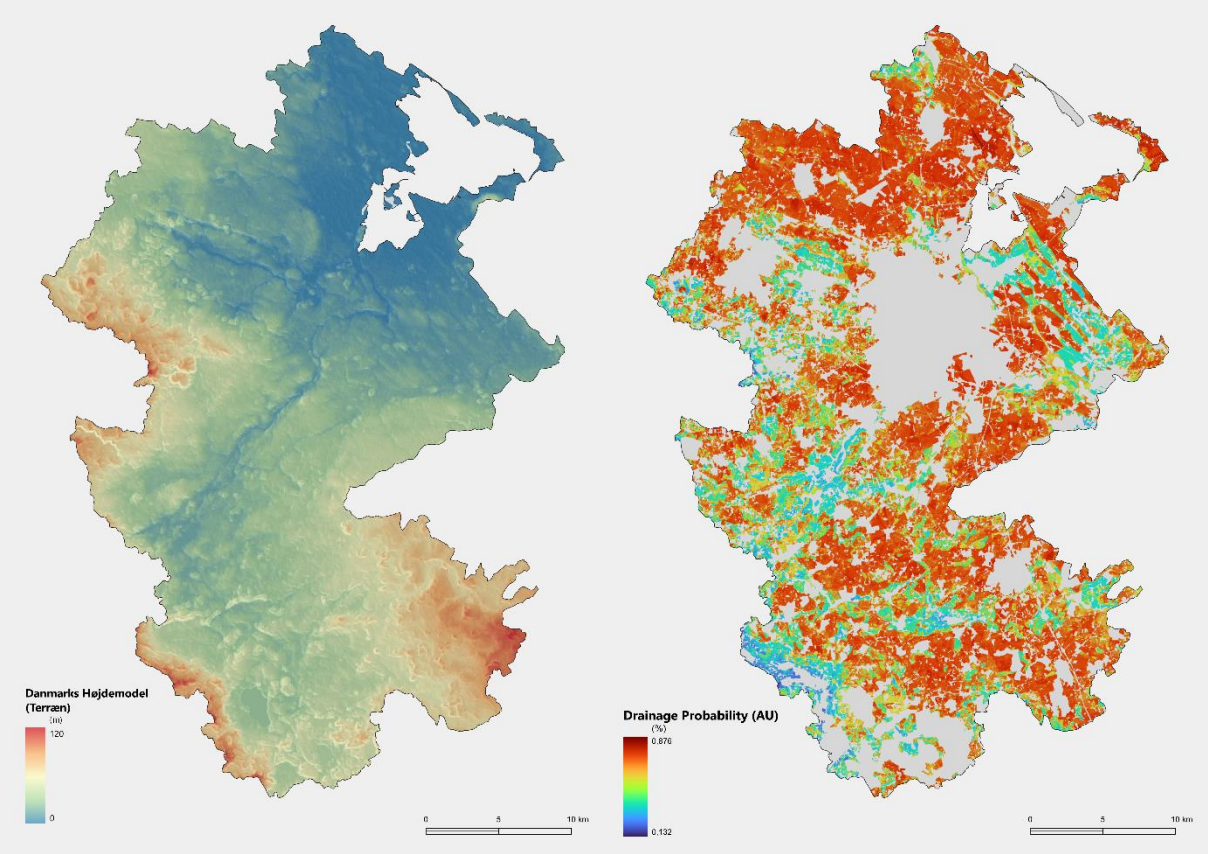 Danmarks Højdemodel
(Terræn)
(m)
120
0
0 5 10 km
Drainage Probability (AU)
(%)
0,876
0,132
0 5 10 km